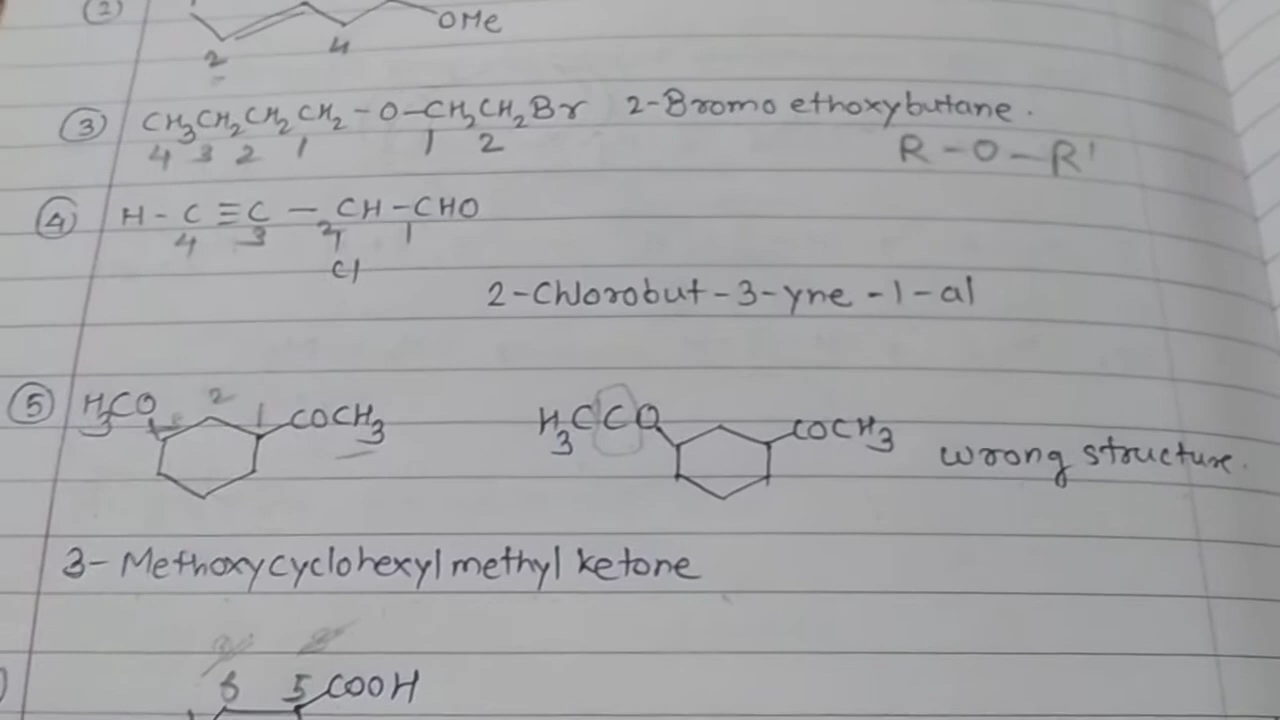 ② OMe
2 4
③ CH₃CH₂CH₂CH₂-O-CH₂CH₂Br 2-Bromo ethoxybutane.
4 3 2 1 1 2 R-O-R'
④ H-C≡C-CH-CHO
4 3 2 1
Cl
2-Chlorobut-3-yne-1-al
⑤ H₃CO 2 1 COCH₃ H₃CCO COCH₃ wrong structure.
3-Methoxycyclohexyl methyl ketone
3 5 COOH